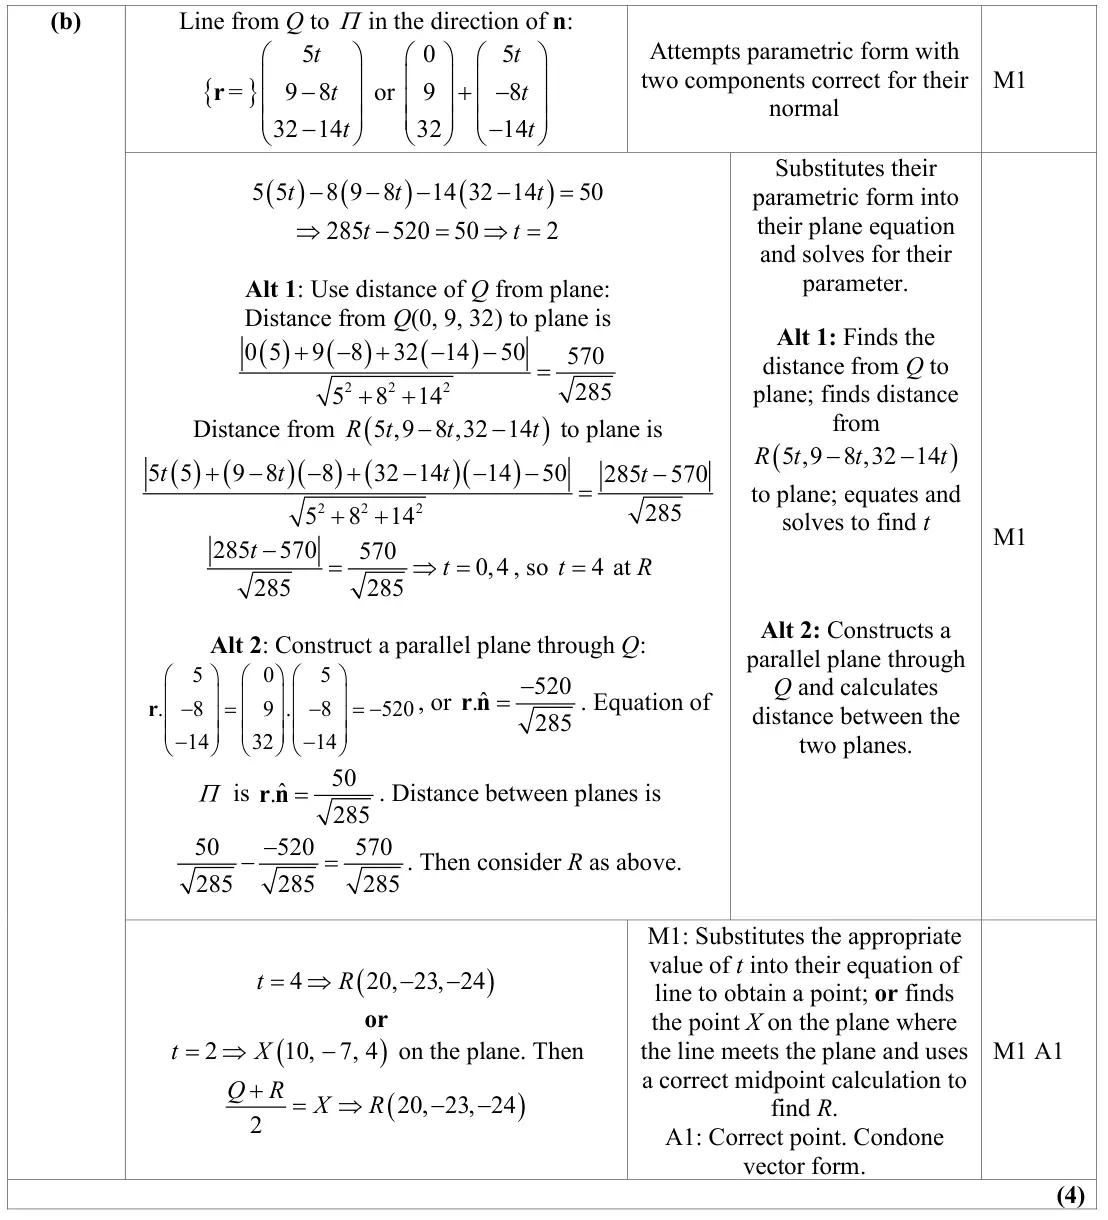 (b)
Line from Q to Π in the direction of n:
{r =} (5t, 9 − 8t, 32 − 14t) or (0, 9, 32) + (5t, −8t, −14t)
Attempts parametric form with
two components correct for their
normal
M1
5(5t) − 8(9 − 8t) − 14(32 − 14t) = 50
⇒ 285t − 520 = 50 ⇒ t = 2
Alt 1: Use distance of Q from plane:
Distance from Q(0, 9, 32) to plane is
|0(5) + 9(−8) + 32(−14) − 50| / √(5² + 8² + 14²) = 570/√285
Distance from R(5t, 9 − 8t, 32 − 14t) to plane is
|5t(5) + (9 − 8t)(−8) + (32 − 14t)(−14) − 50| / √(5² + 8² + 14²) = |285t − 570| / √285
|285t − 570| / √285 = 570/√285 ⇒ t = 0, 4, so t = 4 at R
Alt 2: Construct a parallel plane through Q:
r.(5, −8, −14) = (0, 9, 32).(5, −8, −14) = −520, or r.n̂ = −520/√285. Equation of
Π is r.n̂ = 50/√285. Distance between planes is
50/√285 − −520/√285 = 570/√285. Then consider R as above.
Substitutes their
parametric form into
their plane equation
and solves for their
parameter.
Alt 1: Finds the
distance from Q to
plane; finds distance
from
R(5t, 9 − 8t, 32 − 14t)
to plane; equates and
solves to find t
Alt 2: Constructs a
parallel plane through
Q and calculates
distance between the
two planes.
M1
t = 4 ⇒ R(20, −23, −24)
or
t = 2 ⇒ X(10, − 7, 4) on the plane. Then
(Q + R)/2 = X ⇒ R(20, −23, −24)
M1: Substitutes the appropriate
value of t into their equation of
line to obtain a point; or finds
the point X on the plane where
the line meets the plane and uses
a correct midpoint calculation to
find R.
A1: Correct point. Condone
vector form.
M1 A1
(4)